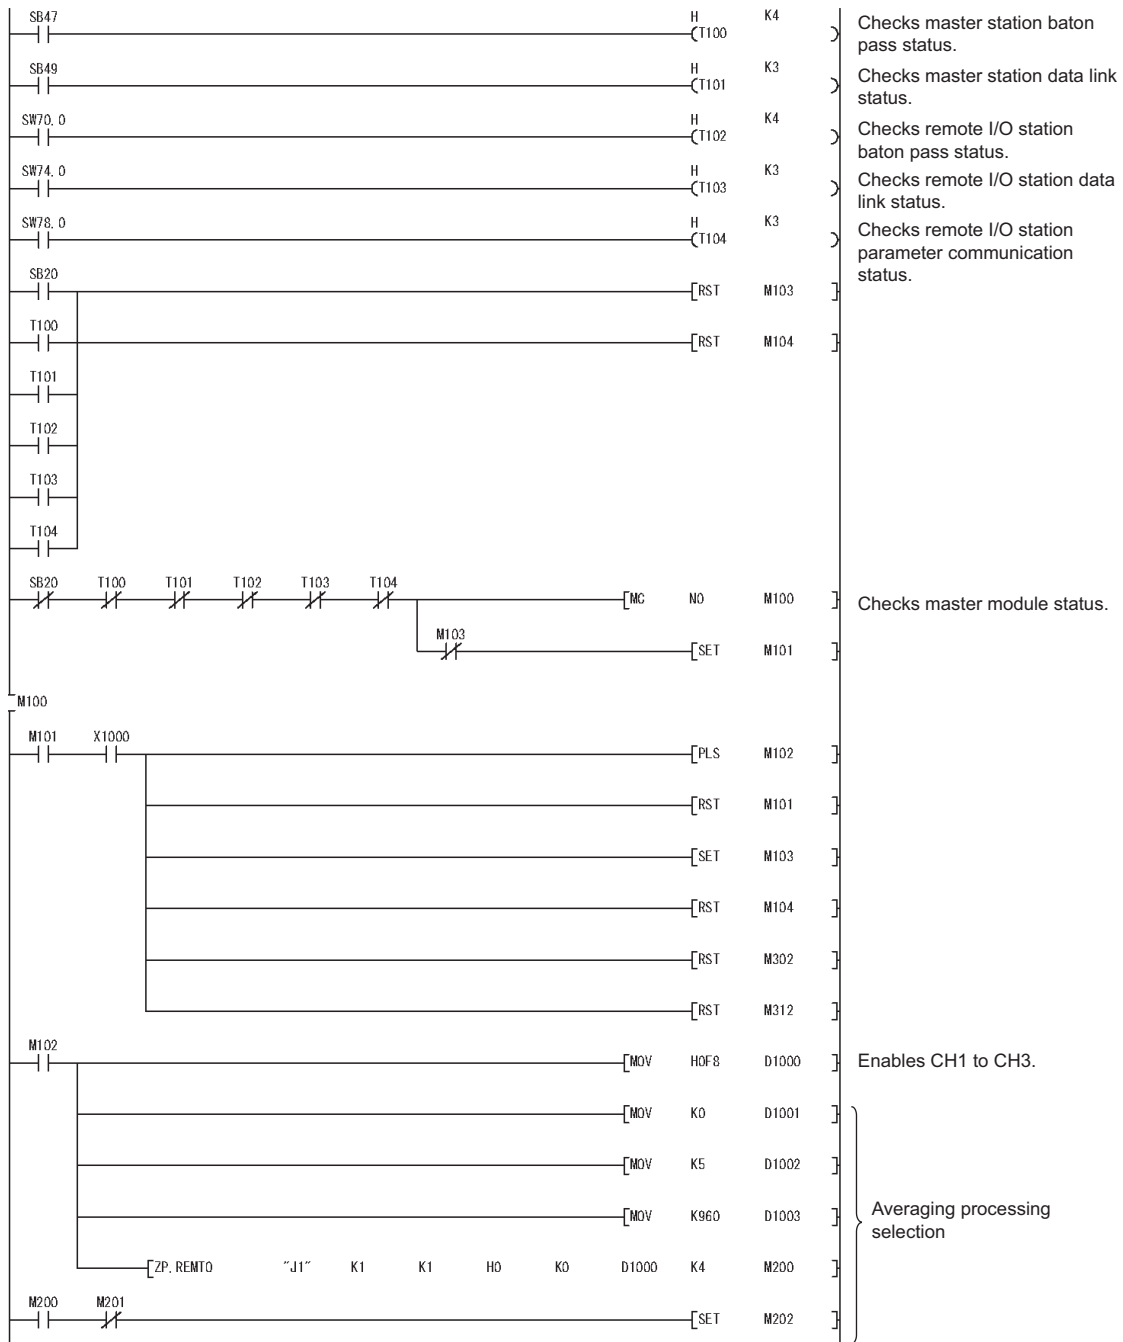 SB47 H K4
T100
Checks master station baton
pass status.
SB49 H K3
T101
Checks master station data link
status.
SW70.0 H K4
T102
Checks remote I/O station
baton pass status.
SW74.0 H K3
T103
Checks remote I/O station data
link status.
SW78.0 H K3
T104
Checks remote I/O station
parameter communication
status.
SB20
RST M103
T100
RST M104
T101
T102
T103
T104
SB20 T100 T101 T102 T103 T104
MC N0 M100
Checks master module status.
M103
SET M101
M100
M101 X1000
PLS M102
RST M101
SET M103
RST M104
RST M302
RST M312
M102
MOV H0F8 D1000
Enables CH1 to CH3.
MOV K0 D1001
MOV K5 D1002
MOV K960 D1003
Averaging processing
selection
ZP.REMTO "J1" K1 K1 H0 K0 D1000 K4 M200
M200 M201
SET M202